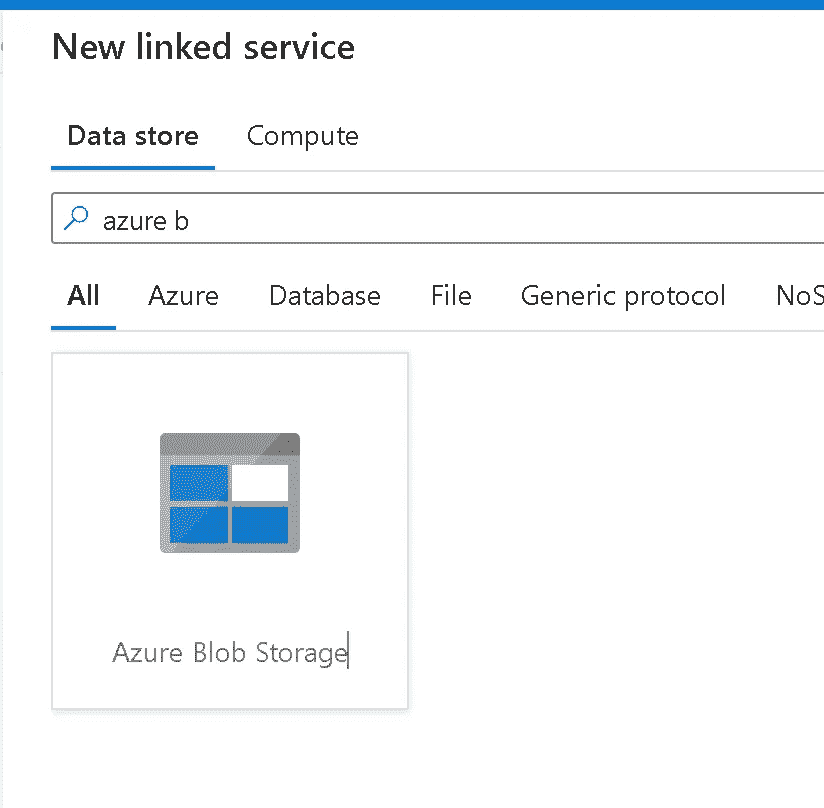 New linked service
Data store Compute
azure b
All Azure Database File Generic protocol NoS
Azure Blob Storage